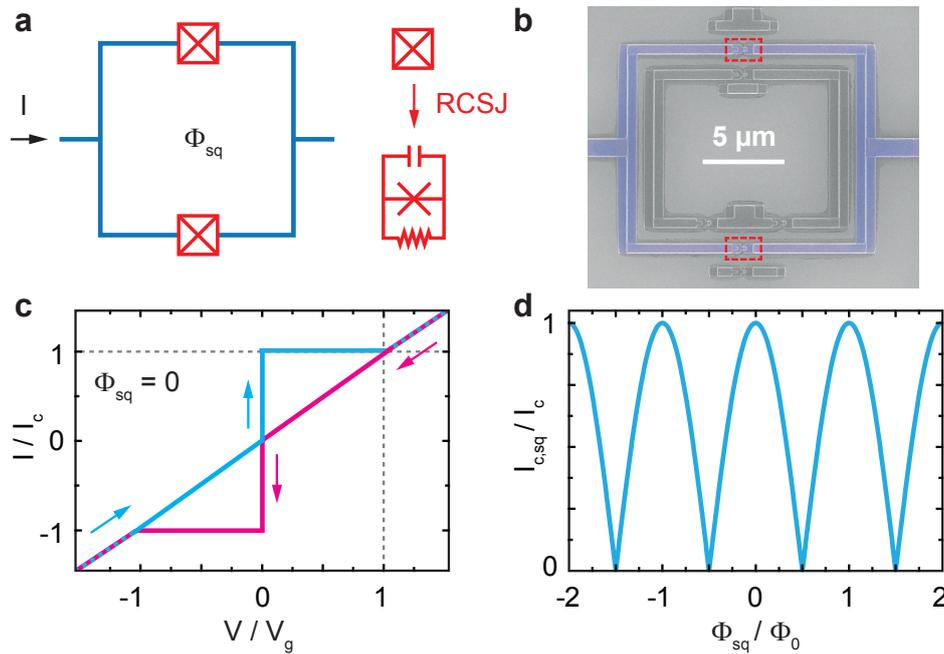 a
I
Φsq
RCSJ
b
5 μm
c
I / Ic
1
0
-1
Φsq = 0
-1
0
1
V / Vg
d
Ic,sq / Ic
1
0
-2
-1
0
1
2
Φsq / Φ0